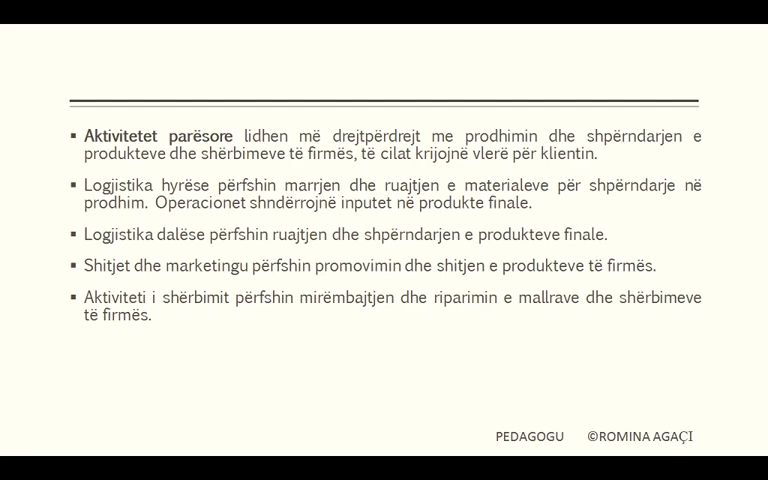 ▪ Aktivitetet parësore lidhen më drejtpërdrejt me prodhimin dhe shpërndarjen e
produkteve dhe shërbimeve të firmës, të cilat krijojnë vlerë për klientin.
▪ Logjistika hyrëse përfshin marrjen dhe ruajtjen e materialeve për shpërndarje në
prodhim. Operacionet shndërrojnë inputet në produkte finale.
▪ Logjistika dalëse përfshin ruajtjen dhe shpërndarjen e produkteve finale.
▪ Shitjet dhe marketingu përfshin promovimin dhe shitjen e produkteve të firmës.
▪ Aktiviteti i shërbimit përfshin mirëmbajtjen dhe riparimin e mallrave dhe shërbimeve
të firmës.
PEDAGOGU ©ROMINA AGAÇI